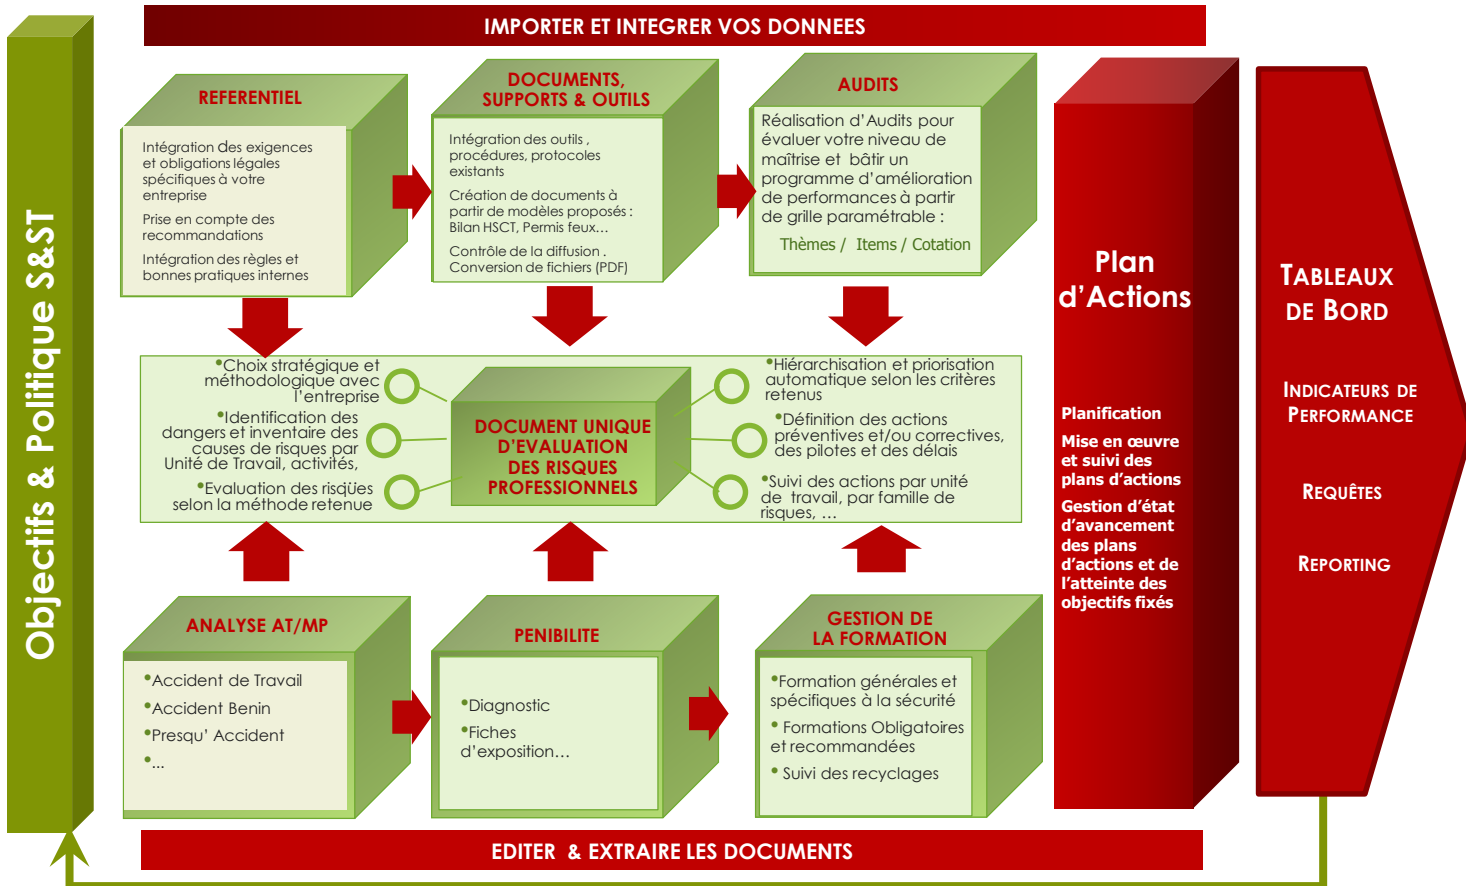 IMPORTER ET INTEGRER VOS DONNEES
Objectifs & Politique S&ST
REFERENTIEL
Intégration des exigences
et obligations légales
spécifiques à votre
entreprise
Prise en compte des
recommandations
Intégration des règles et
bonnes pratiques internes
DOCUMENTS,
SUPPORTS & OUTILS
Intégration des outils ,
procédures, protocoles
existants
Création de documents à
partir de modèles proposés :
Bilan HSCT, Permis feux...
Contrôle de la diffusion .
Conversion de fichiers (PDF)
AUDITS
Réalisation d'Audits pour
évaluer votre niveau de
maîtrise et bâtir un
programme d'amélioration
de performances à partir
de grille paramétrable :
Thèmes / Items / Cotation
•Choix stratégique et
méthodologique avec
l'entreprise
•Identification des
dangers et inventaire des
causes de risques par
Unité de Travail, activités,
•Evaluation des risques
selon la méthode retenue
DOCUMENT UNIQUE
D'EVALUATION
DES RISQUES
PROFESSIONNELS
•Hiérarchisation et priorisation
automatique selon les critères
retenus
•Définition des actions
préventives et/ou correctives,
des pilotes et des délais
•Suivi des actions par unité
de travail, par famille de
risques, ...
ANALYSE AT/MP
•Accident de Travail
•Accident Benin
•Presqu' Accident
•...
PENIBILITE
•Diagnostic
•Fiches
d'exposition...
GESTION DE
LA FORMATION
•Formation générales et
spécifiques à la sécurité
• Formations Obligatoires
et recommandées
• Suivi des recyclages
Plan
d'Actions
Planification
Mise en œuvre
et suivi des
plans d'actions
Gestion d'état
d'avancement
des plans
d'actions et de
l'atteinte des
objectifs fixés
TABLEAUX
DE BORD
INDICATEURS DE
PERFORMANCE
REQUÊTES
REPORTING
EDITER & EXTRAIRE LES DOCUMENTS